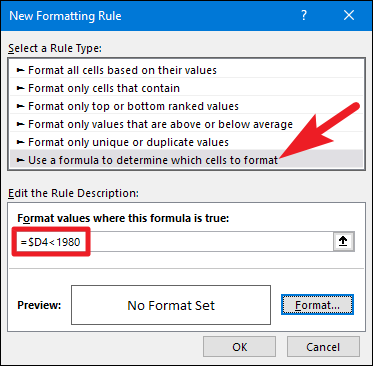 New Formatting Rule ? ×
Select a Rule Type:
► Format all cells based on their values
► Format only cells that contain
► Format only top or bottom ranked values
► Format only values that are above or below average
► Format only unique or duplicate values
► Use a formula to determine which cells to format
Edit the Rule Description:
Format values where this formula is true:
=$D4<1980
Preview: No Format Set Format...
OK Cancel